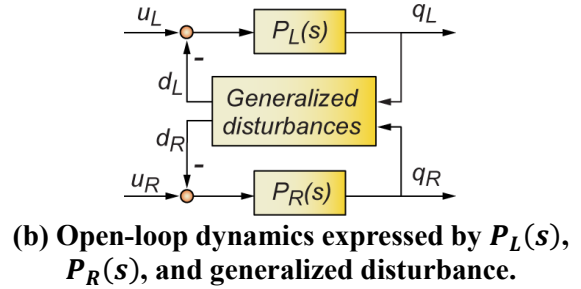 u_L P_L(s) q_L
-
d_L Generalized
disturbances
d_R
-
u_R P_R(s) q_R
(b) Open-loop dynamics expressed by P_L(s),
P_R(s), and generalized disturbance.